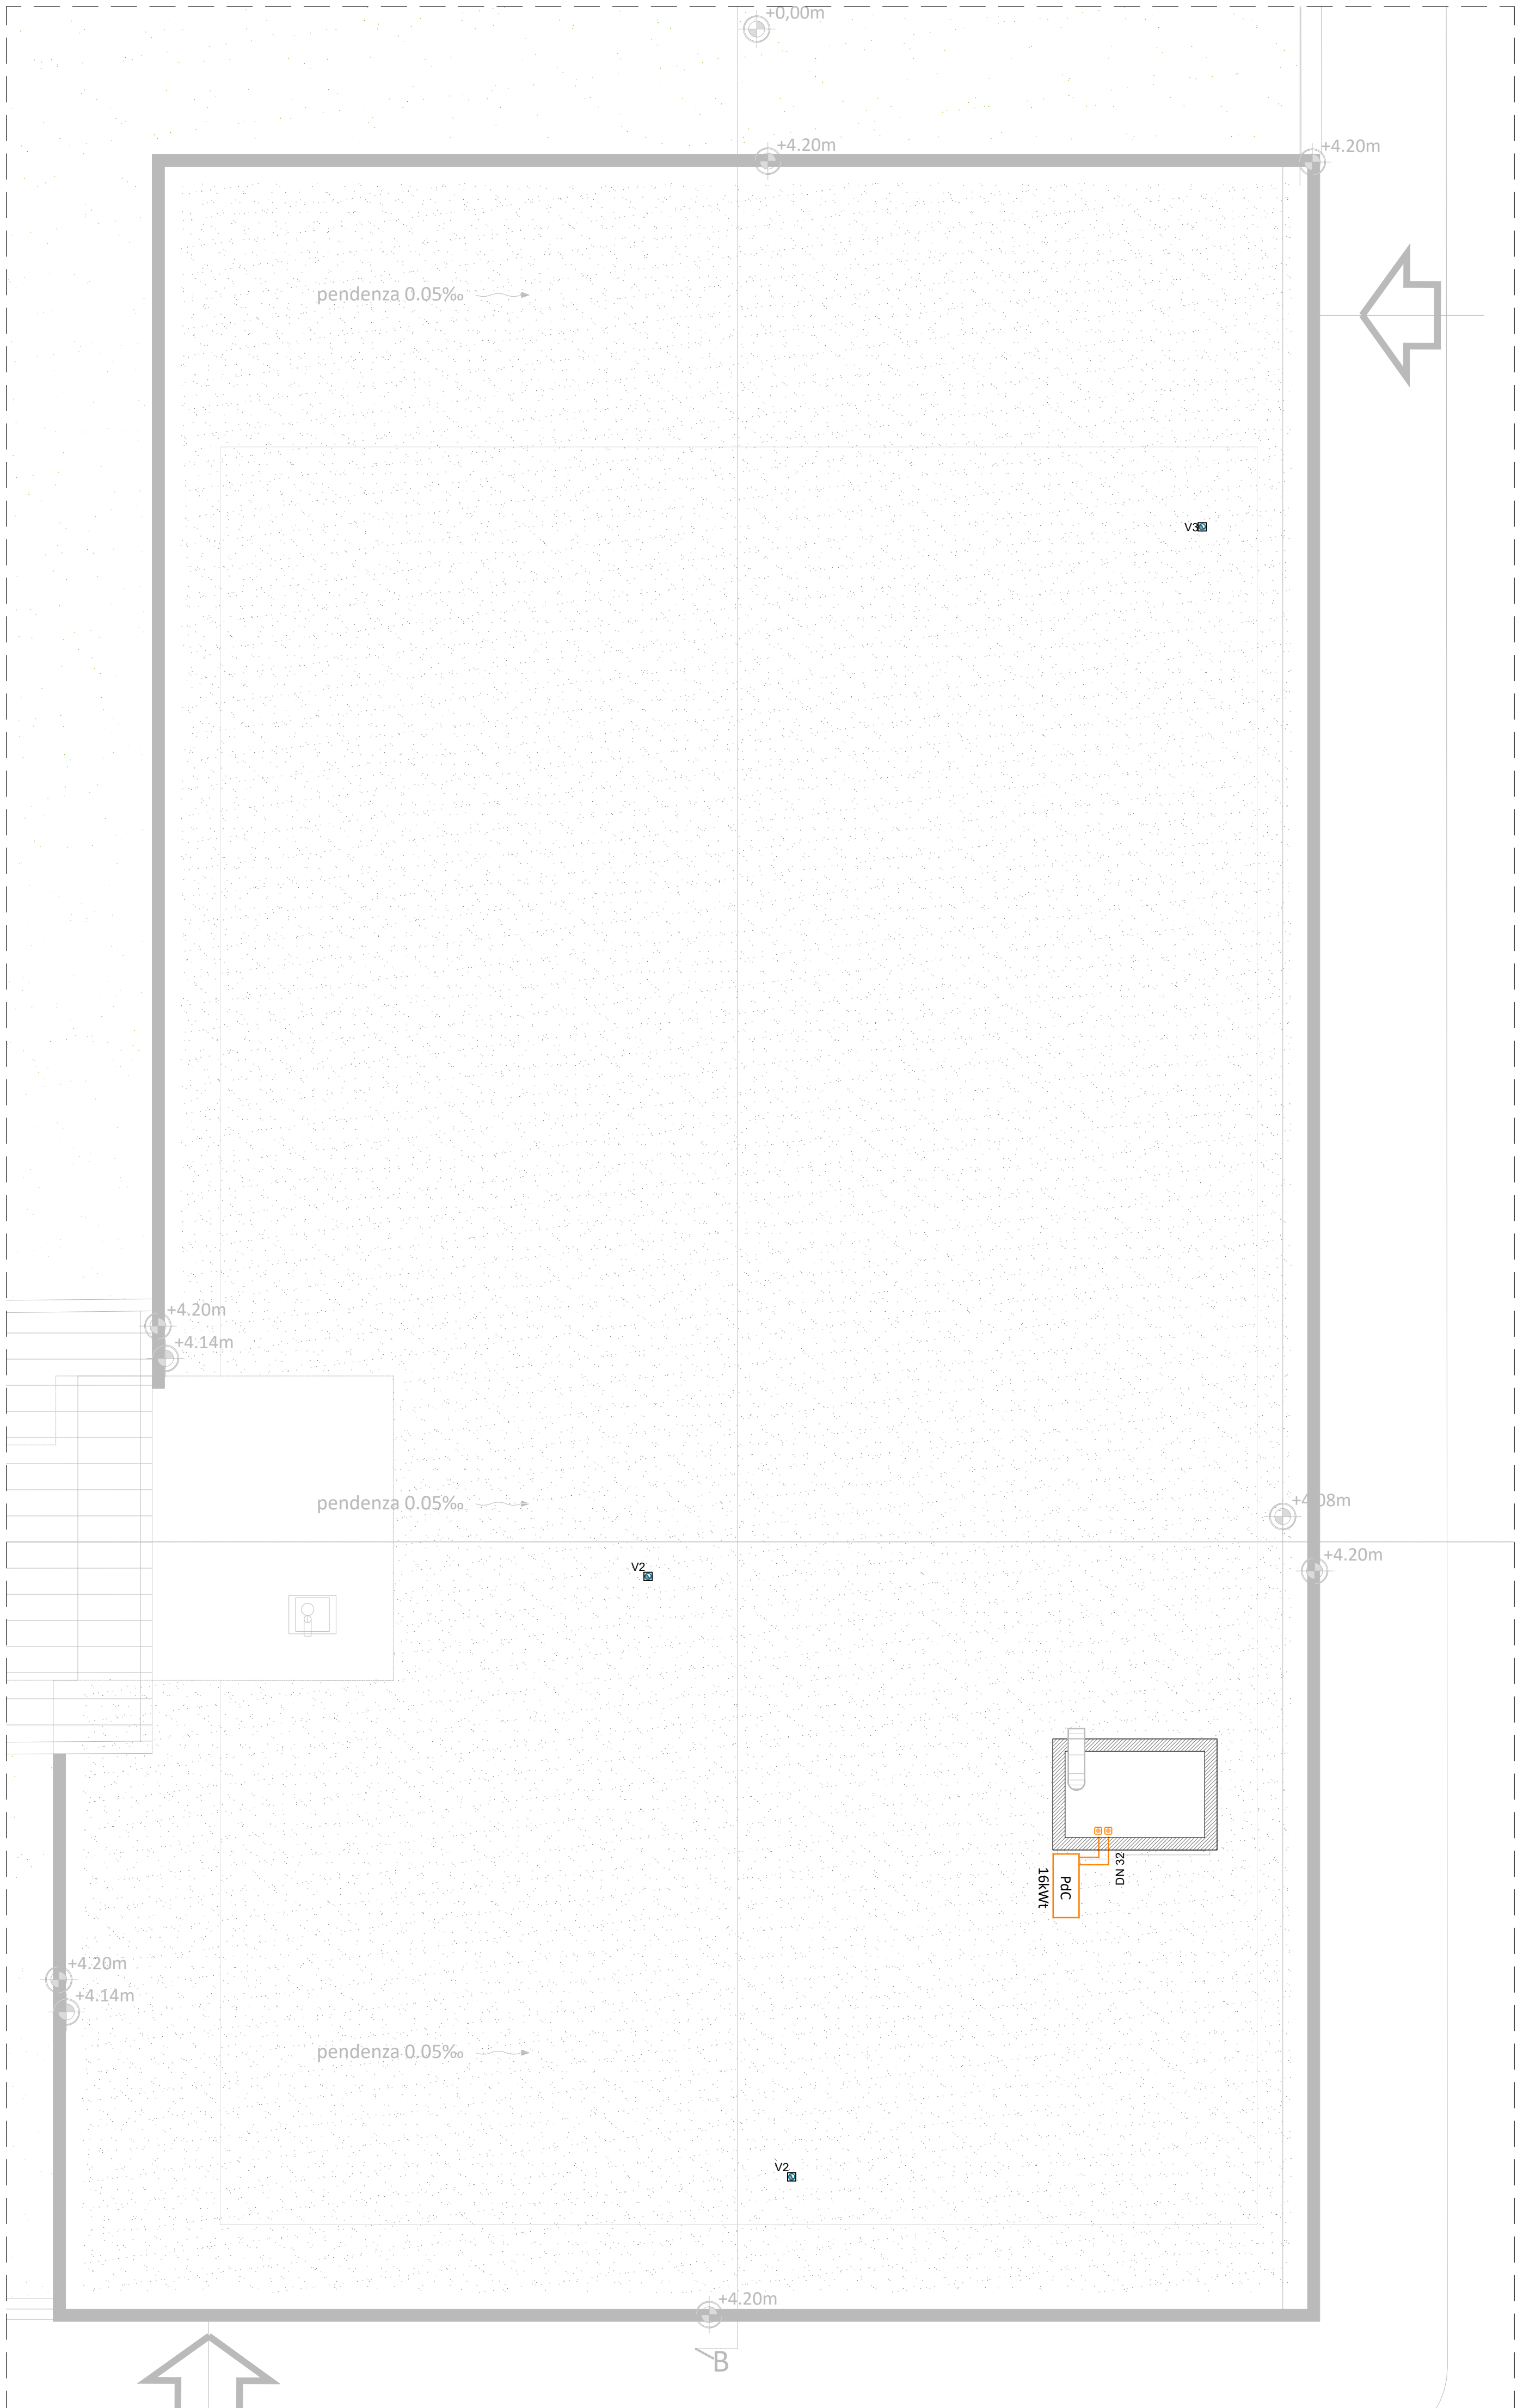 +0,00m
+4.20m
+4.20m
pendenza 0.05‰
V3
+4.20m
+4.14m
pendenza 0.05‰
+4.08m
+4.20m
V2
DN 32
PdC
16kWt
+4.20m
+4.14m
pendenza 0.05‰
V2
+4.20m
B